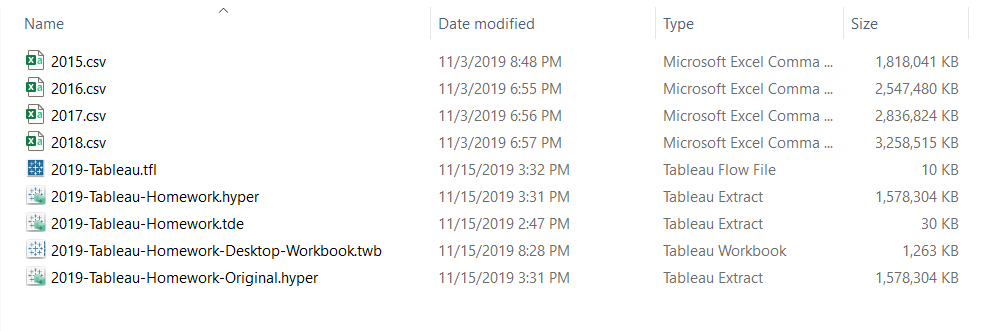 Name Date modified Type Size
2015.csv 11/3/2019 8:48 PM Microsoft Excel Comma ... 1,818,041 KB
2016.csv 11/3/2019 6:55 PM Microsoft Excel Comma ... 2,547,480 KB
2017.csv 11/3/2019 6:56 PM Microsoft Excel Comma ... 2,836,824 KB
2018.csv 11/3/2019 6:57 PM Microsoft Excel Comma ... 3,258,515 KB
2019-Tableau.tfl 11/15/2019 3:32 PM Tableau Flow File 10 KB
2019-Tableau-Homework.hyper 11/15/2019 3:31 PM Tableau Extract 1,578,304 KB
2019-Tableau-Homework.tde 11/15/2019 2:47 PM Tableau Extract 30 KB
2019-Tableau-Homework-Desktop-Workbook.twb 11/15/2019 8:28 PM Tableau Workbook 1,263 KB
2019-Tableau-Homework-Original.hyper 11/15/2019 3:31 PM Tableau Extract 1,578,304 KB